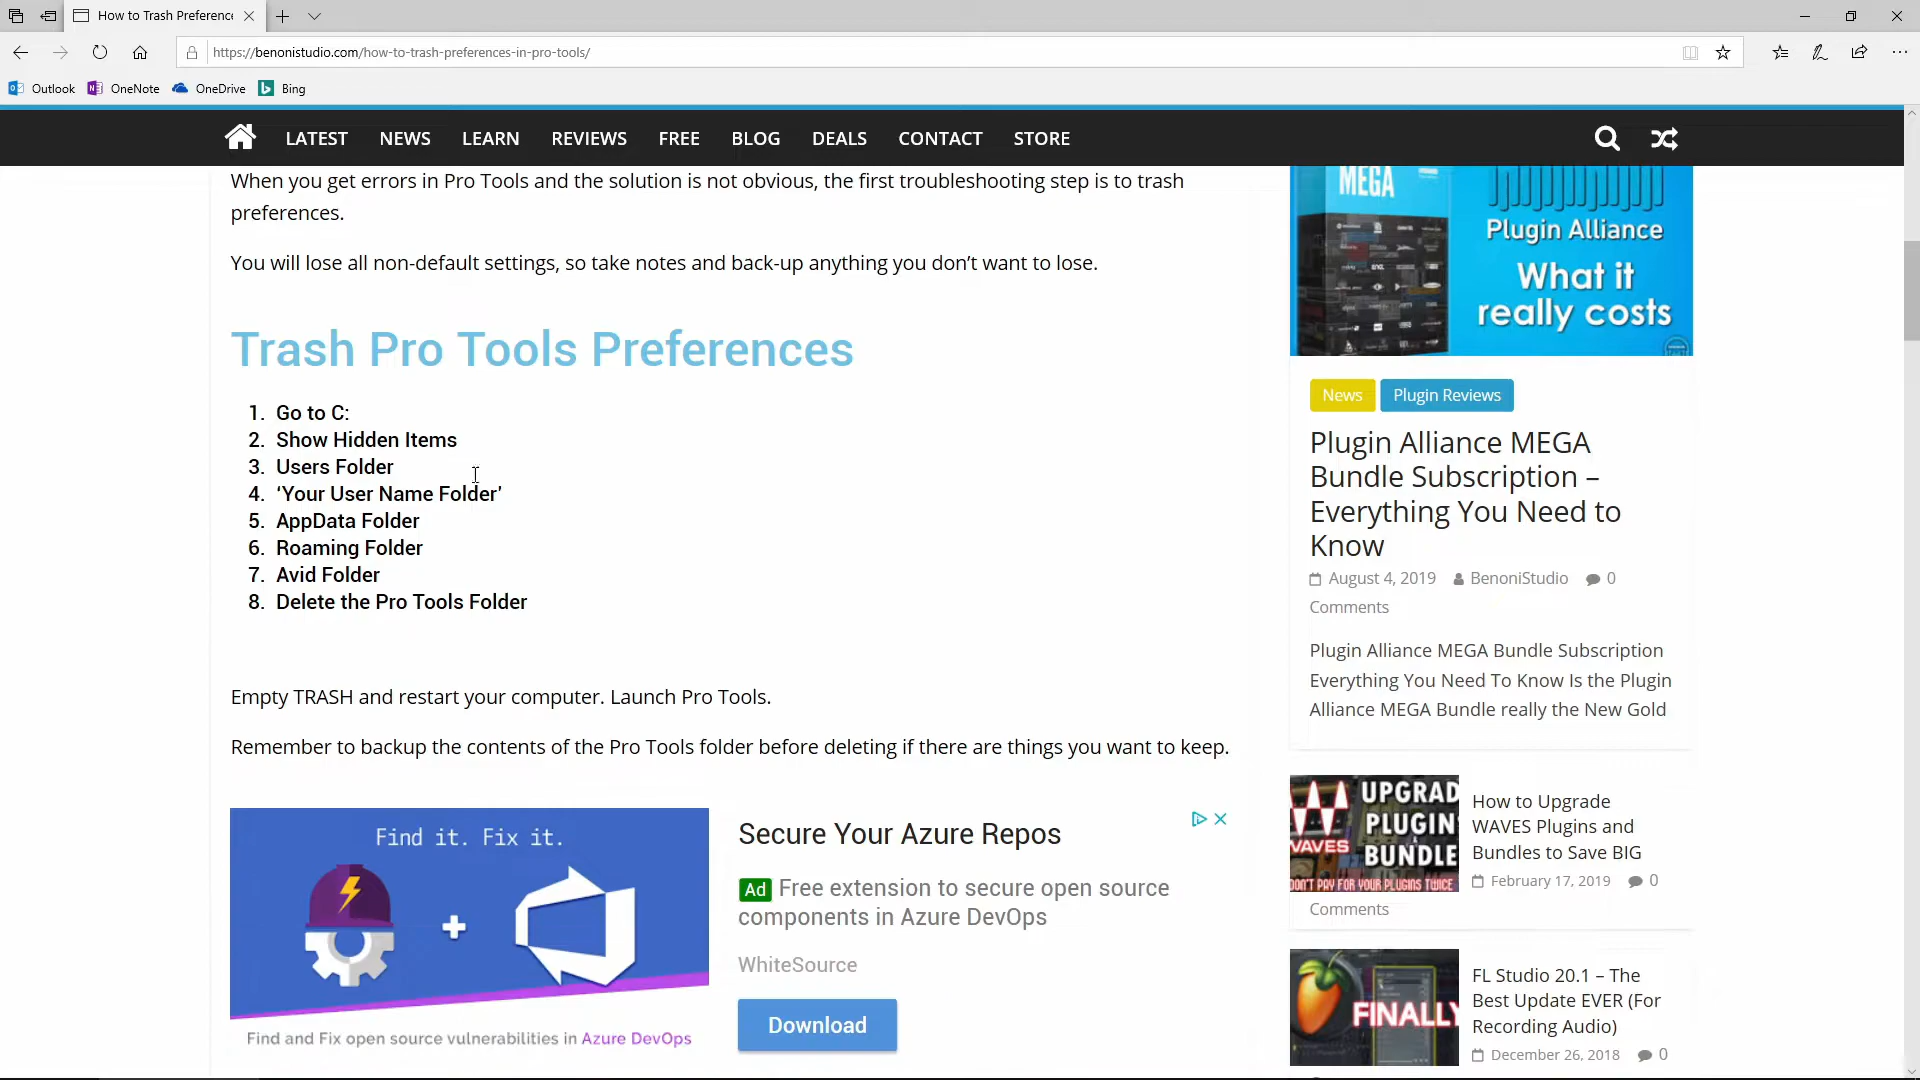 How to Trash Preference
https://benonistudio.com/how-to-trash-preferences-in-pro-tools/
Outlook OneNote OneDrive Bing
LATEST NEWS LEARN REVIEWS FREE BLOG DEALS CONTACT STORE
When you get errors in Pro Tools and the solution is not obvious, the first troubleshooting step is to trash
preferences.
You will lose all non-default settings, so take notes and back-up anything you don’t want to lose.
Trash Pro Tools Preferences
1. Go to C:
2. Show Hidden Items
3. Users Folder
4. ‘Your User Name Folder’
5. AppData Folder
6. Roaming Folder
7. Avid Folder
8. Delete the Pro Tools Folder
Empty TRASH and restart your computer. Launch Pro Tools.
Remember to backup the contents of the Pro Tools folder before deleting if there are things you want to keep.
Find it. Fix it.
Find and Fix open source vulnerabilities in Azure DevOps
Secure Your Azure Repos
Ad Free extension to secure open source
components in Azure DevOps
WhiteSource
Download
MEGA
Plugin Alliance
What it
really costs
News Plugin Reviews
Plugin Alliance MEGA
Bundle Subscription –
Everything You Need to
Know
August 4, 2019 BenoniStudio 0
Comments
Plugin Alliance MEGA Bundle Subscription
Everything You Need To Know Is the Plugin
Alliance MEGA Bundle really the New Gold
UPGRAD
PLUGIN
BUNDLE
WAVES
DON'T PAY FOR YOUR PLUGINS TWICE
How to Upgrade
WAVES Plugins and
Bundles to Save BIG
February 17, 2019 0
Comments
FINALLY
FL Studio 20.1 – The
Best Update EVER (For
Recording Audio)
December 26, 2018 0